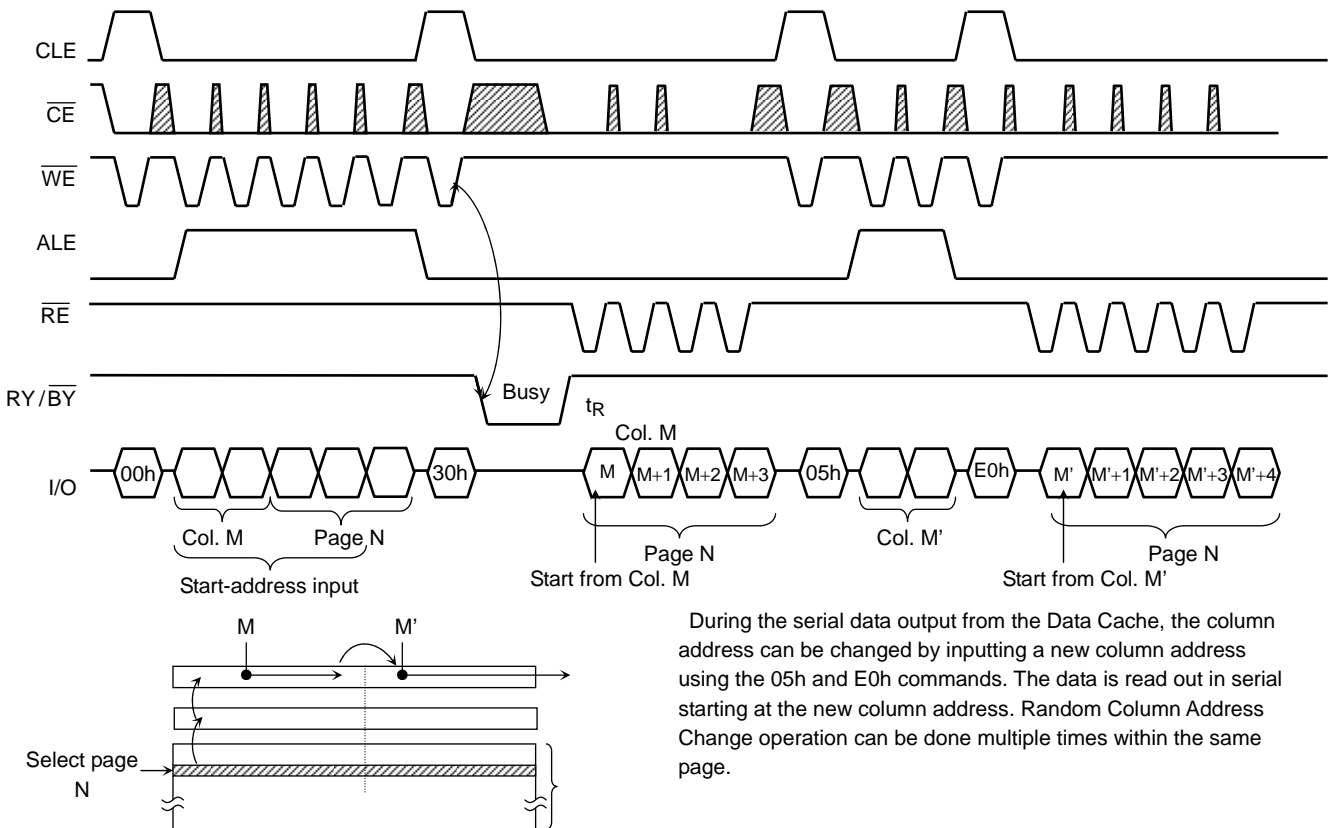 CLE
CE
WE
ALE
RE
RY/BY
Busy
tR
Col. M
I/O
00h
30h
M
M+1
M+2
M+3
05h
E0h
M'
M'+1
M'+2
M'+3
M'+4
Col. M
Page N
Start-address input
Page N
Start from Col. M
Col. M'
Page N
Start from Col. M'
M
M'
Select page
N
During the serial data output from the Data Cache, the column
address can be changed by inputting a new column address
using the 05h and E0h commands. The data is read out in serial
starting at the new column address. Random Column Address
Change operation can be done multiple times within the same
page.